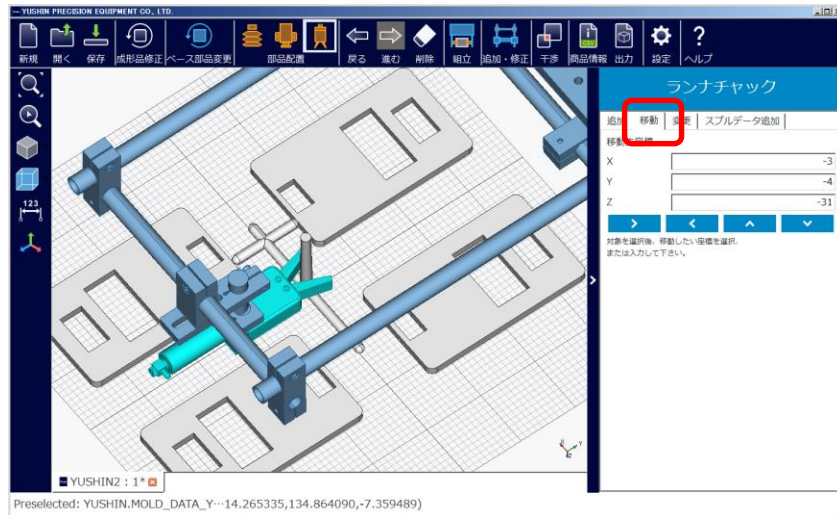 YUSHIN PRECISION EQUIPMENT CO., LTD.
新規 開く 保存 成形品修正 ベース部品変更 部品配置 戻る 進む 削除 組立 追加・修正 干渉 商品情報 出力 設定 ヘルプ
ランナチャック
追加 移動 変更 スプルデータ追加
X -3
Y -4
Z -31
対象を選択後、移動したい座標を選択、
または入力して下さい。
123
YUSHIN2 : 1*
Preselected: YUSHIN.MOLD_DATA_Y…14.265335,134.864090,-7.359489)